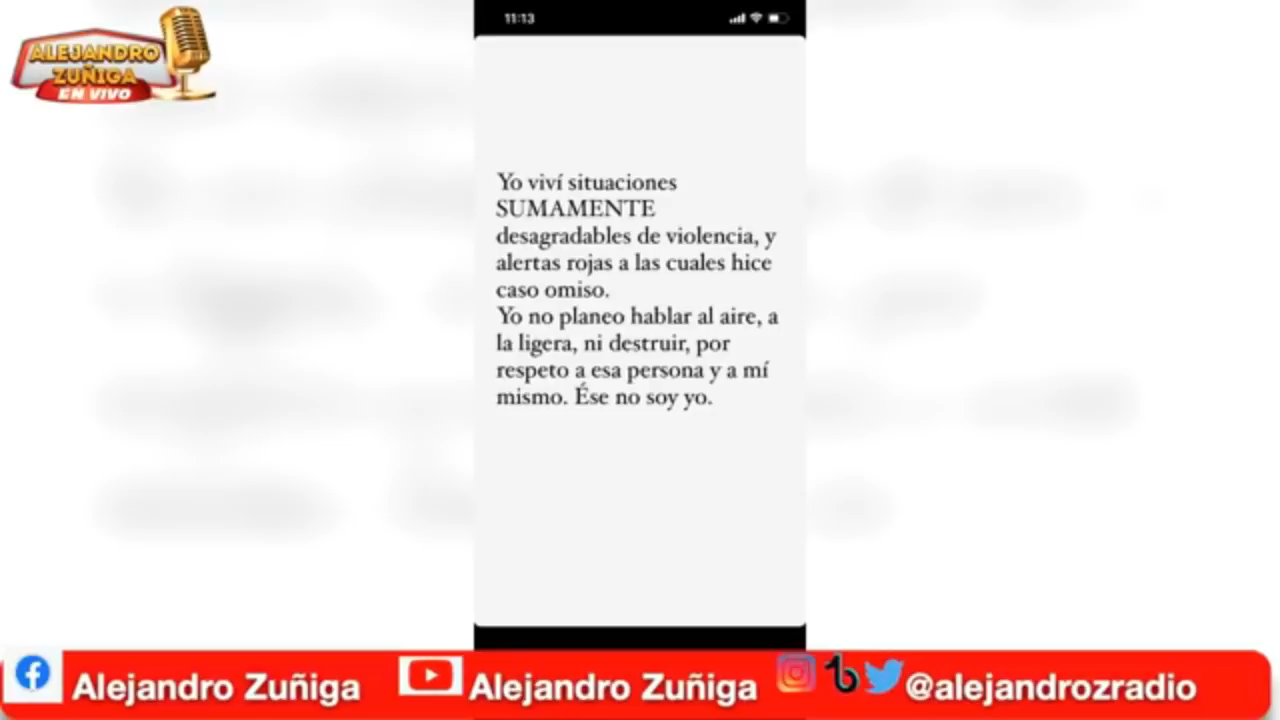 ALEJANDRO
ZUÑIGA
EN VIVO
11:13
Yo viví situaciones
SUMAMENTE
desagradables de violencia, y
alertas rojas a las cuales hice
caso omiso.
Yo no planeo hablar al aire, a
la ligera, ni destruir, por
respeto a esa persona y a mí
mismo. Ése no soy yo.
Alejandro Zuñiga
Alejandro Zuñiga
@alejandrozradio